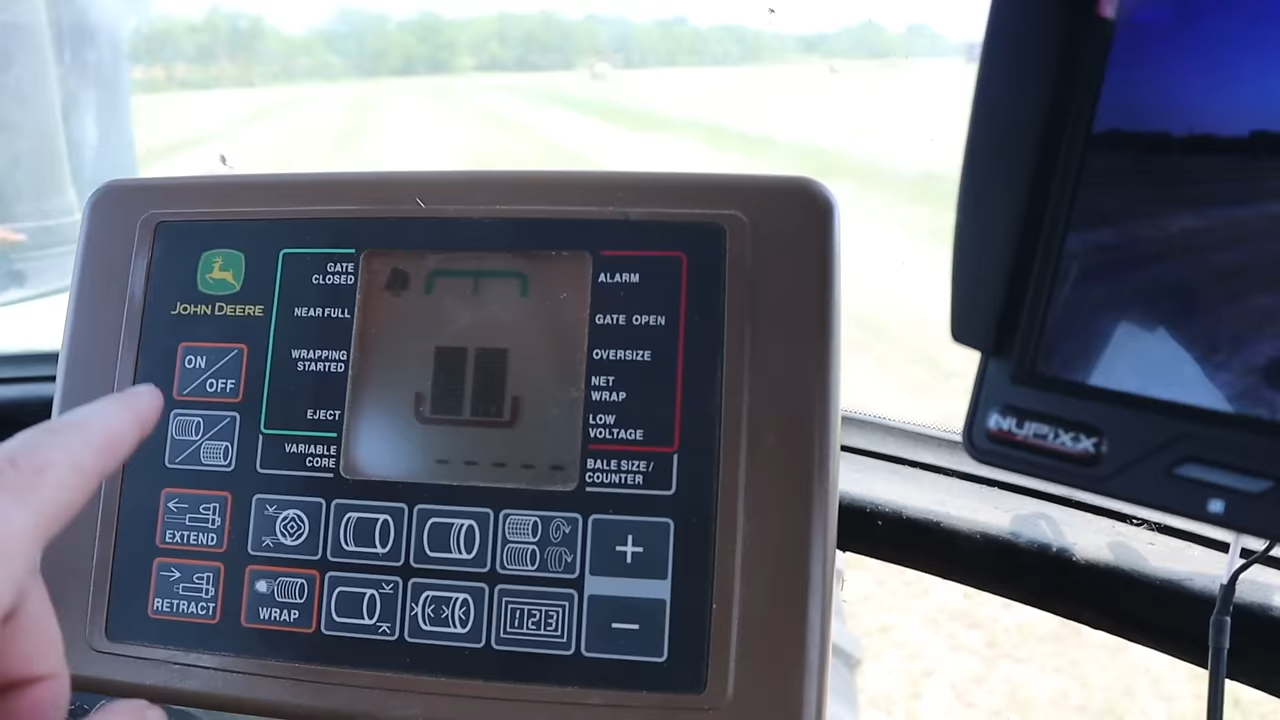 JOHN DEERE
ON
OFF
EXTEND
RETRACT
WRAP
GATE
CLOSED
NEAR FULL
WRAPPING
STARTED
EJECT
VARIABLE
CORE
ALARM
GATE OPEN
OVERSIZE
NET
WRAP
LOW
VOLTAGE
BALE SIZE /
COUNTER
+
123
−
NUPIXX